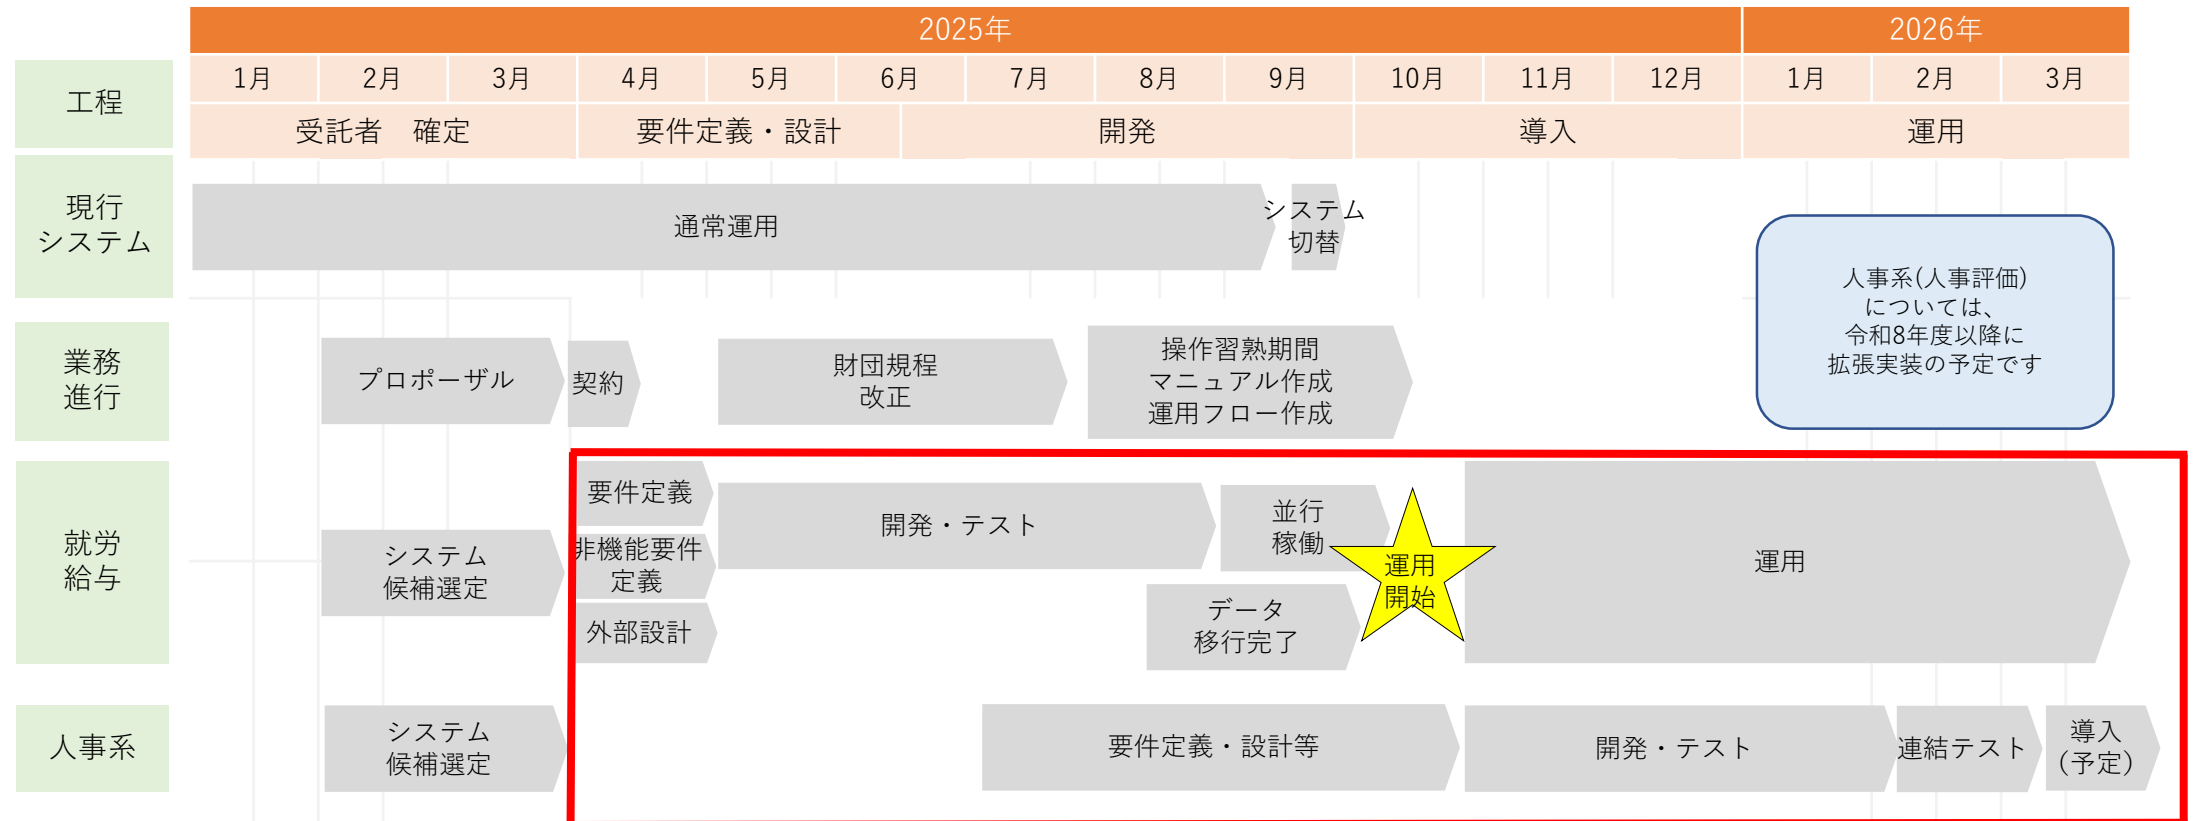 2025年
2026年
工程
1月
2月
3月
4月
5月
6月
7月
8月
9月
10月
11月
12月
1月
2月
3月
受託者　確定
要件定義・設計
開発
導入
運用
現行
システム
通常運用
システム
切替
人事系(人事評価)
については、
令和8年度以降に
拡張実装の予定です
業務
進行
プロポーザル
契約
財団規程
改正
操作習熟期間
マニュアル作成
運用フロー作成
就労
給与
システム
候補選定
要件定義
非機能要件
定義
外部設計
開発・テスト
並行
稼働
データ
移行完了
運用
開始
運用
人事系
システム
候補選定
要件定義・設計等
開発・テスト
連結テスト
導入
(予定)